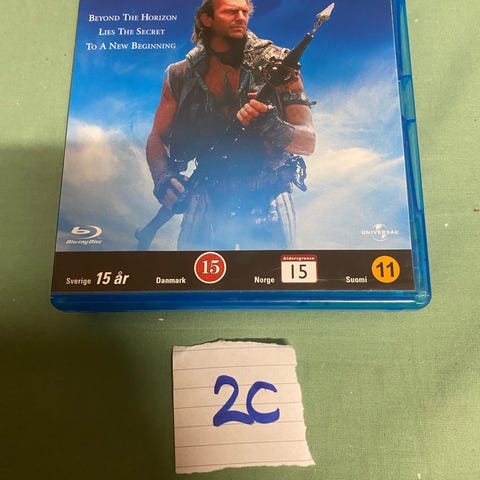 BEYOND THE HORIZON
LIES THE SECRET
TO A NEW BEGINNING
Blu-ray Disc
UNIVERSAL
Sverige 15 år Danmark 15 Norge Aldersgrense 15 Suomi 11
2C